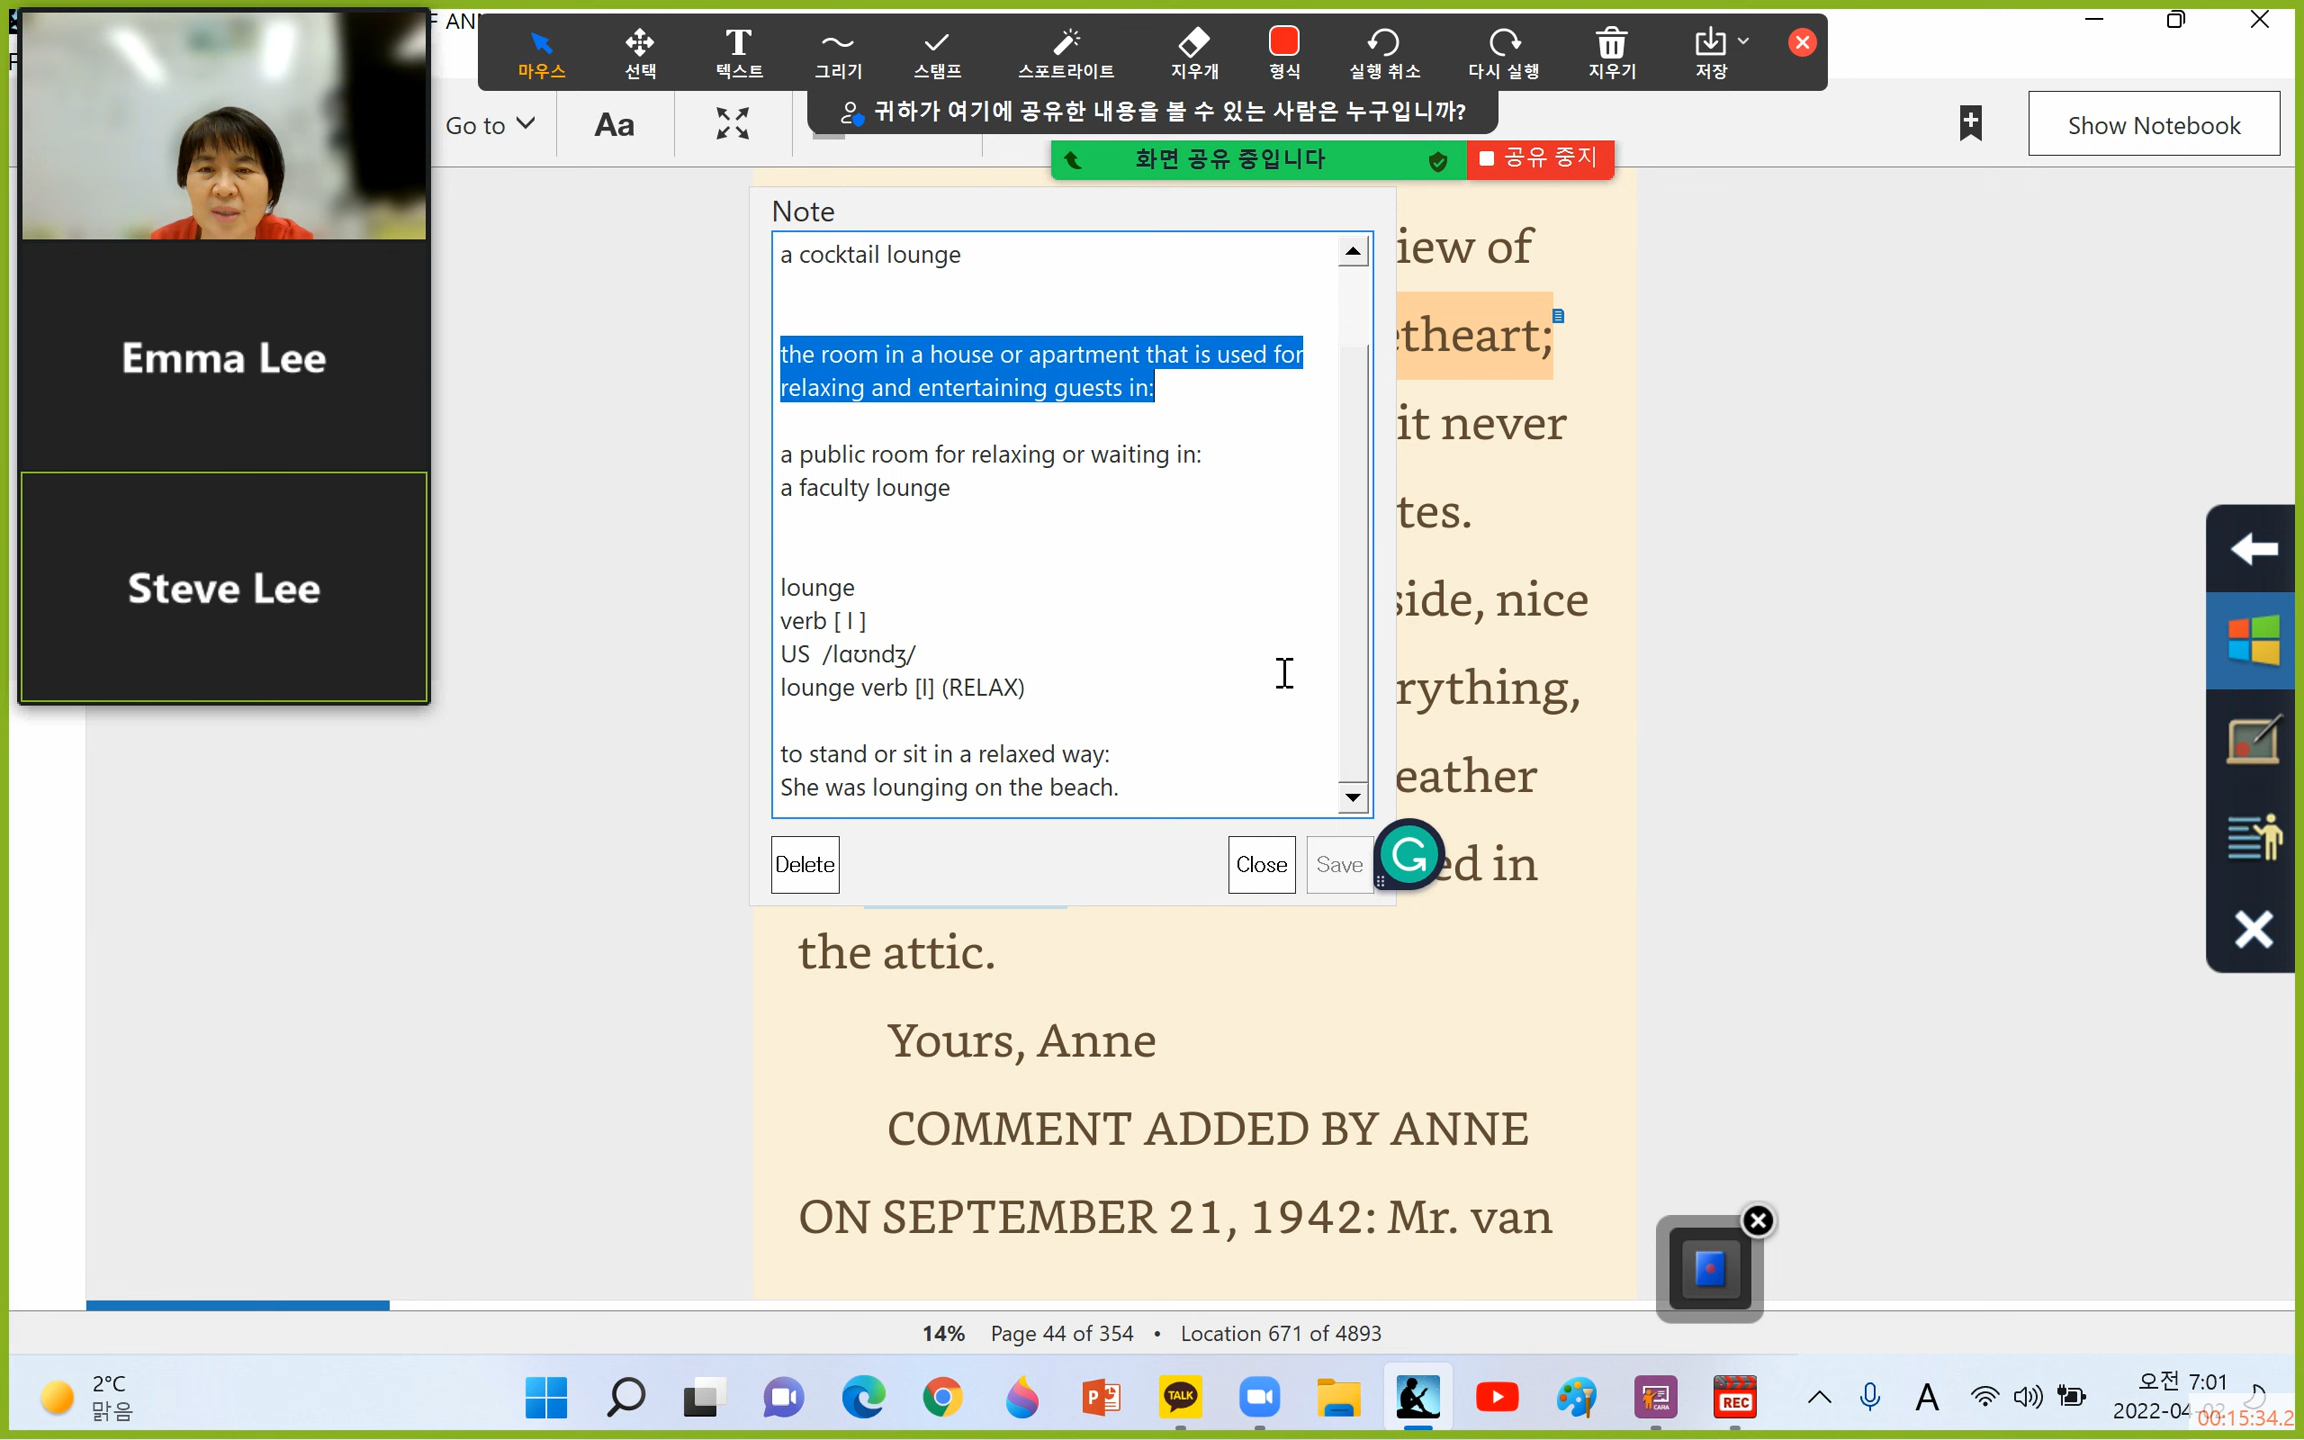 F ANN
마우스
선택
텍스트
그리기
스탬프
스포트라이트
지우개
형식
실행 취소
다시 실행
지우기
저장
귀하가 여기에 공유한 내용을 볼 수 있는 사람은 누구입니까?
Go to
Aa
Show Notebook
화면 공유 중입니다
공유 중지
Emma Lee
Steve Lee
Note
a cocktail lounge
the room in a house or apartment that is used for
relaxing and entertaining guests in:
a public room for relaxing or waiting in:
a faculty lounge
lounge
verb [ I ]
US /laʊndʒ/
lounge verb [I] (RELAX)
to stand or sit in a relaxed way:
She was lounging on the beach.
Delete
Close
Save
iew of
etheart;
it never
tes.
side, nice
rything,
eather
ed in
the attic.
Yours, Anne
COMMENT ADDED BY ANNE
ON SEPTEMBER 21, 1942: Mr. van
14% Page 44 of 354 • Location 671 of 4893
2°C
맑음
TALK
CARA
REC
A
오전 7:01
2022-04-02
00:15:34.2